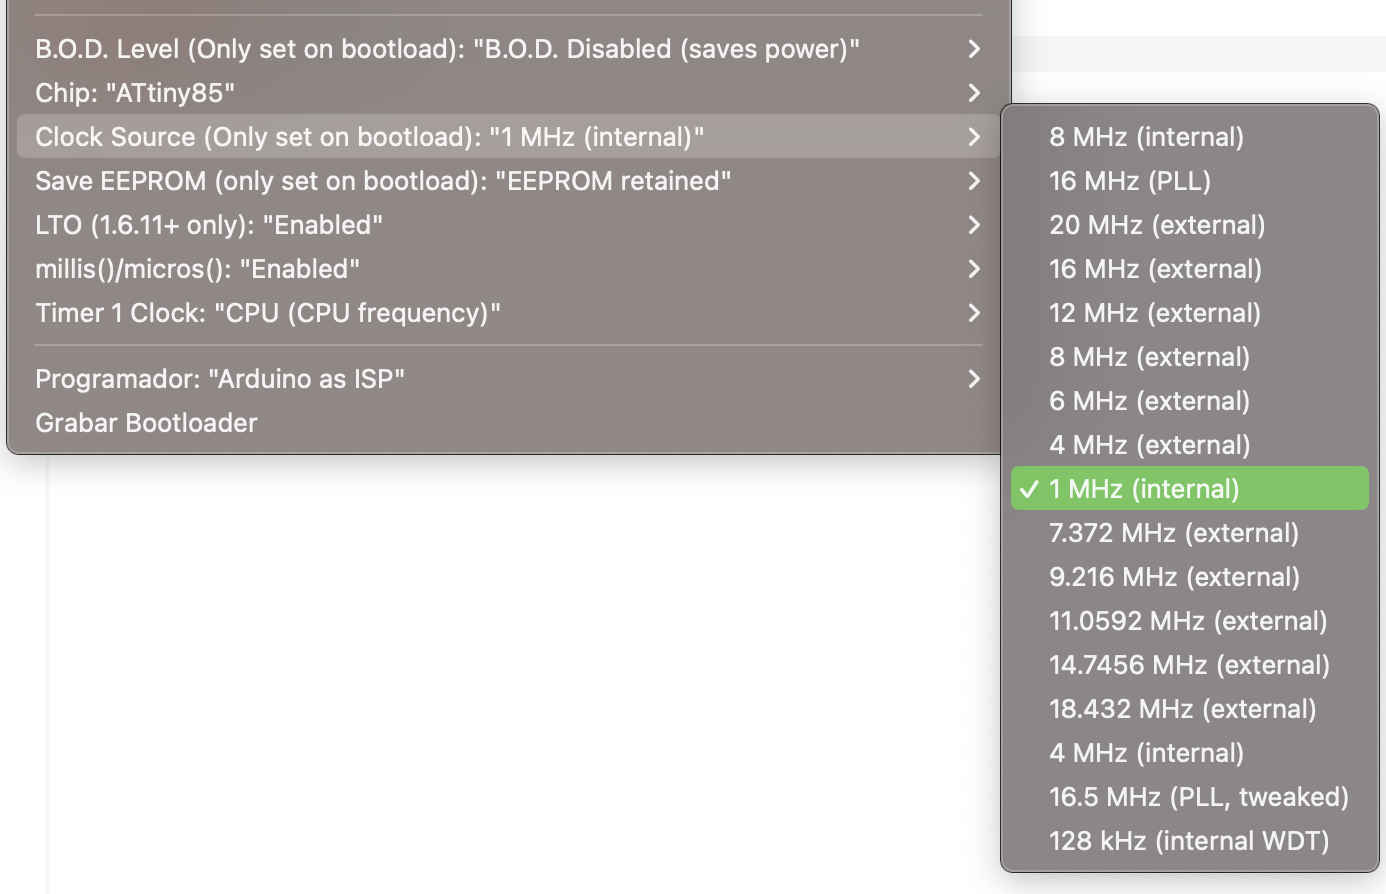 B.O.D. Level (Only set on bootload): "B.O.D. Disabled (saves power)"
Chip: "ATtiny85"
Clock Source (Only set on bootload): "1 MHz (internal)"
Save EEPROM (only set on bootload): "EEPROM retained"
LTO (1.6.11+ only): "Enabled"
millis()/micros(): "Enabled"
Timer 1 Clock: "CPU (CPU frequency)"
Programador: "Arduino as ISP"
Grabar Bootloader
8 MHz (internal)
16 MHz (PLL)
20 MHz (external)
16 MHz (external)
12 MHz (external)
8 MHz (external)
6 MHz (external)
4 MHz (external)
✓ 1 MHz (internal)
7.372 MHz (external)
9.216 MHz (external)
11.0592 MHz (external)
14.7456 MHz (external)
18.432 MHz (external)
4 MHz (internal)
16.5 MHz (PLL, tweaked)
128 kHz (internal WDT)